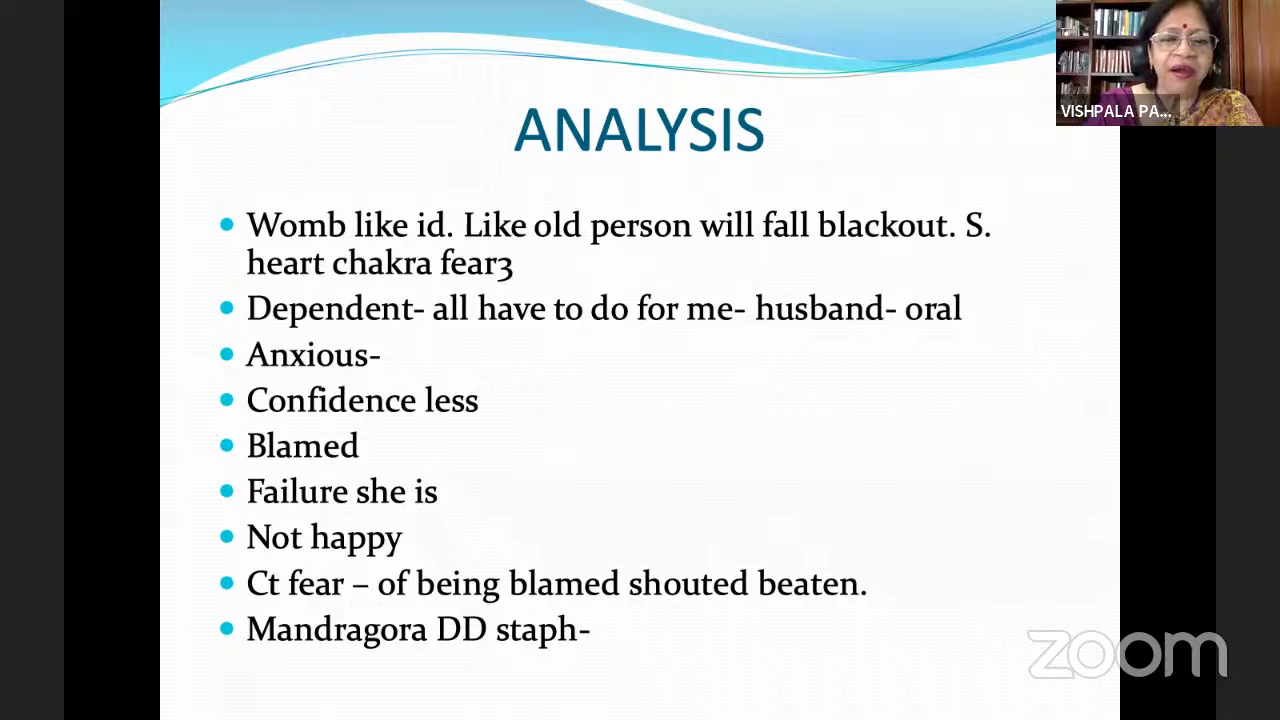 VISHPALA PA...
ANALYSIS
Womb like id. Like old person will fall blackout. S.
heart chakra fear3
Dependent- all have to do for me- husband- oral
Anxious-
Confidence less
Blamed
Failure she is
Not happy
Ct fear – of being blamed shouted beaten.
Mandragora DD staph-
zoom